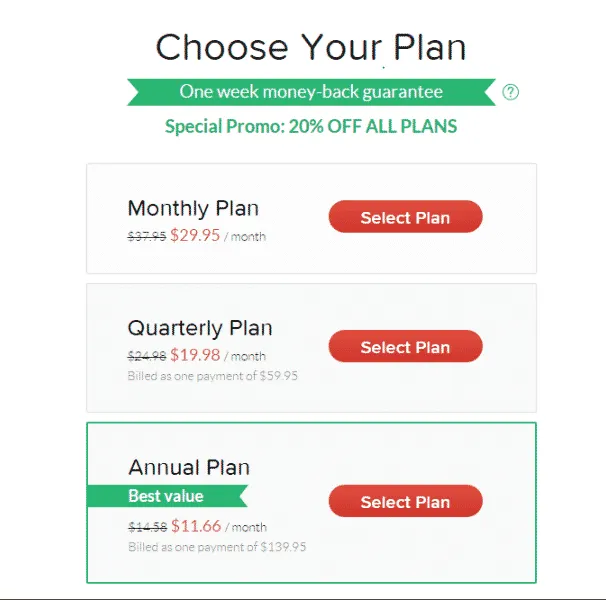 Choose Your Plan
One week money-back guarantee ?
Special Promo: 20% OFF ALL PLANS
Monthly Plan
$37.95 $29.95 / month
Select Plan
Quarterly Plan
$24.98 $19.98 / month
Billed as one payment of $59.95
Select Plan
Annual Plan
Best value
$14.58 $11.66 / month
Billed as one payment of $139.95
Select Plan